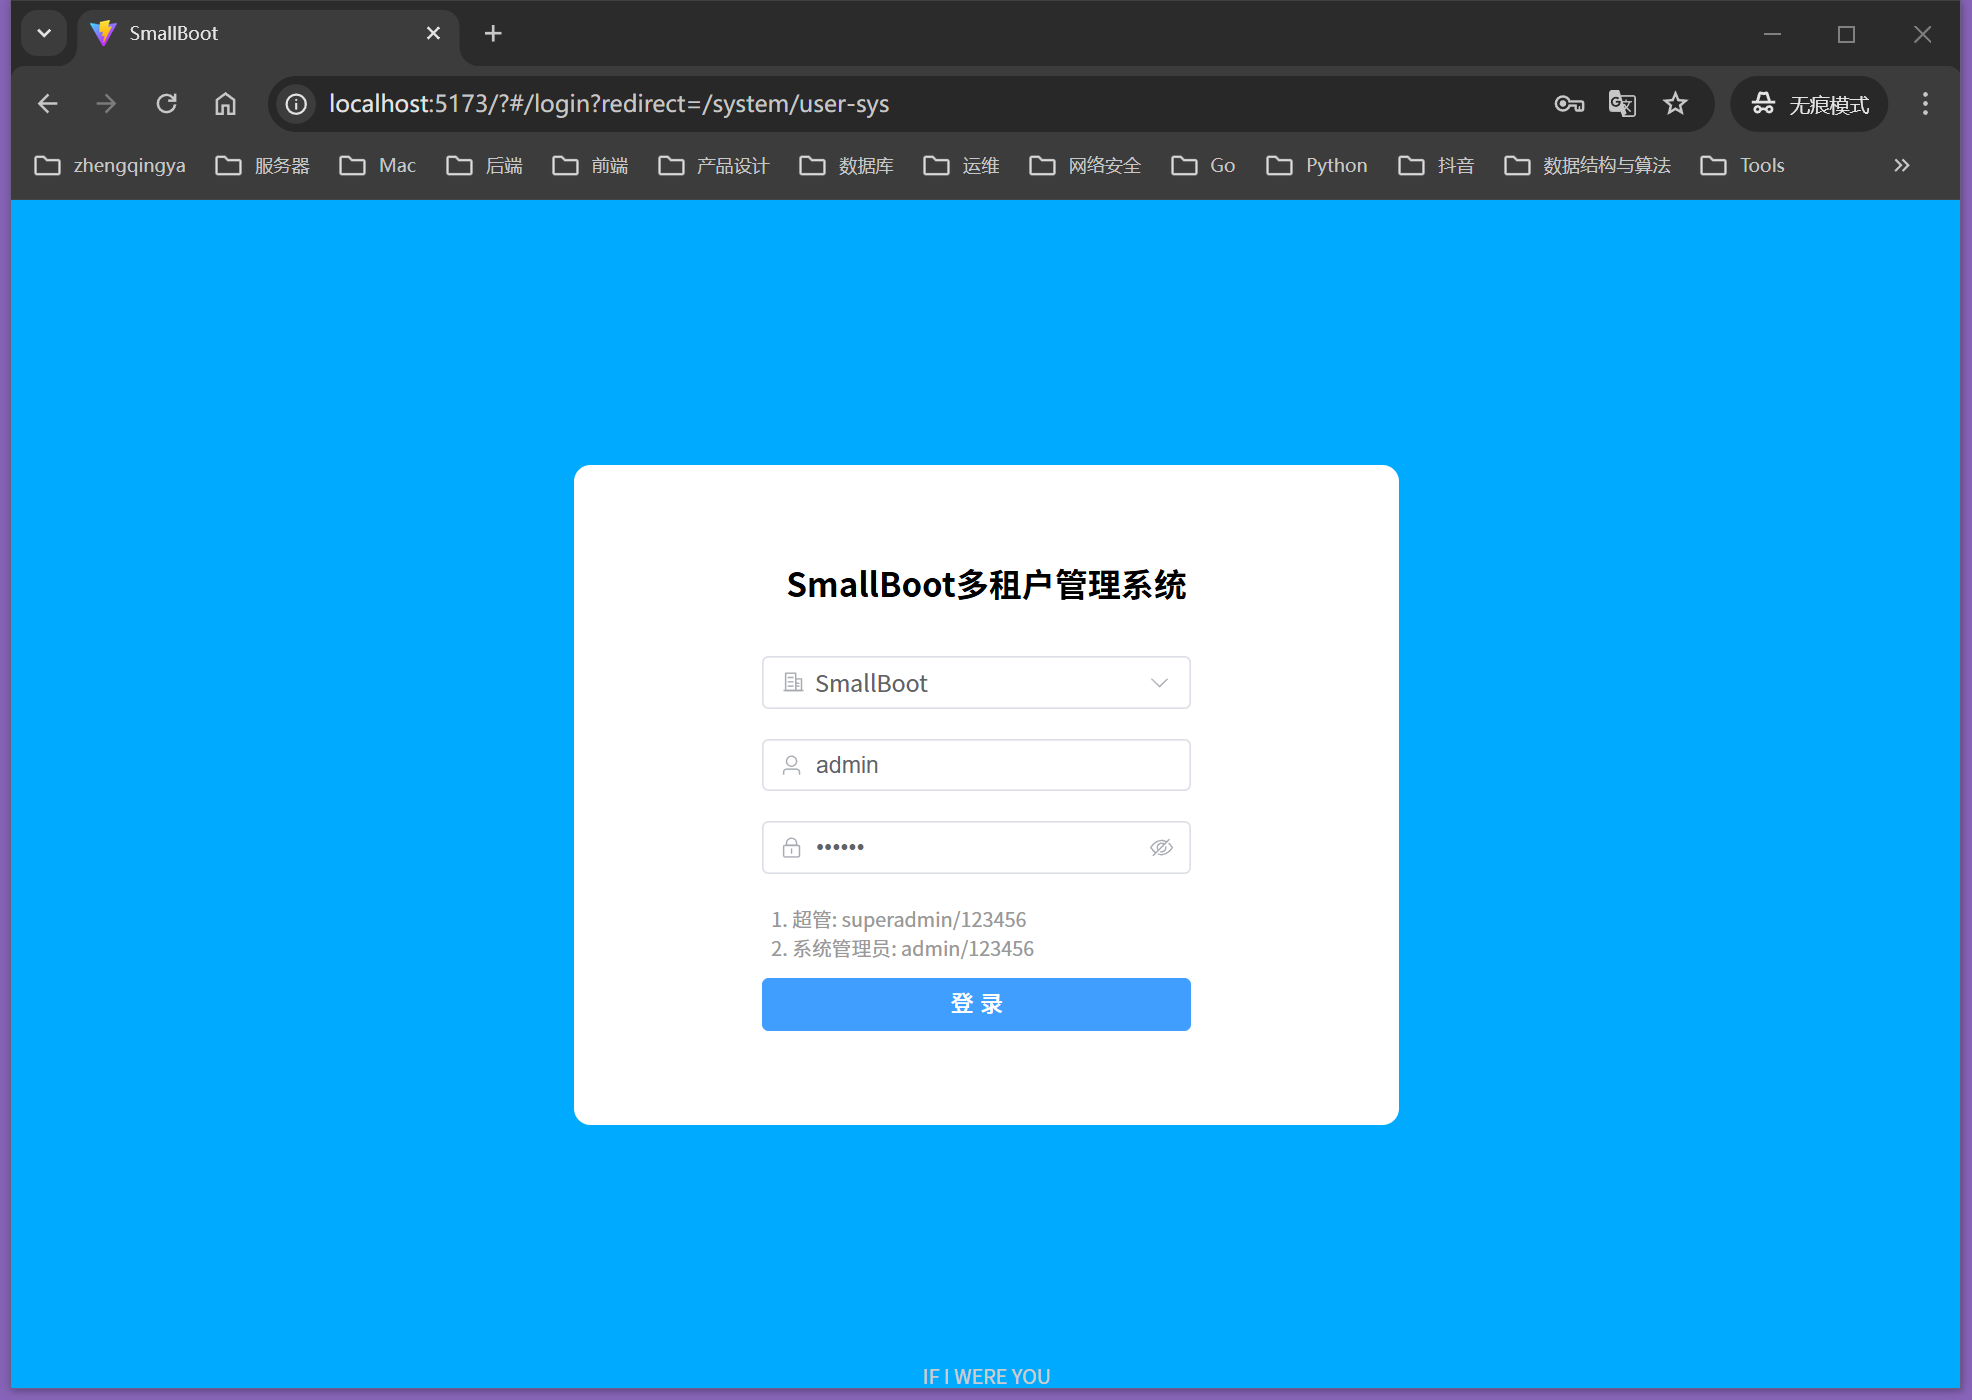 SmallBoot
localhost:5173/?#/login?redirect=/system/user-sys
无痕模式
zhengqingya 服务器 Mac 后端 前端 产品设计 数据库 运维 网络安全 Go Python 抖音 数据结构与算法 Tools
SmallBoot多租户管理系统
SmallBoot
admin
••••••
1. 超管: superadmin/123456
2. 系统管理员: admin/123456
登 录
IF I WERE YOU